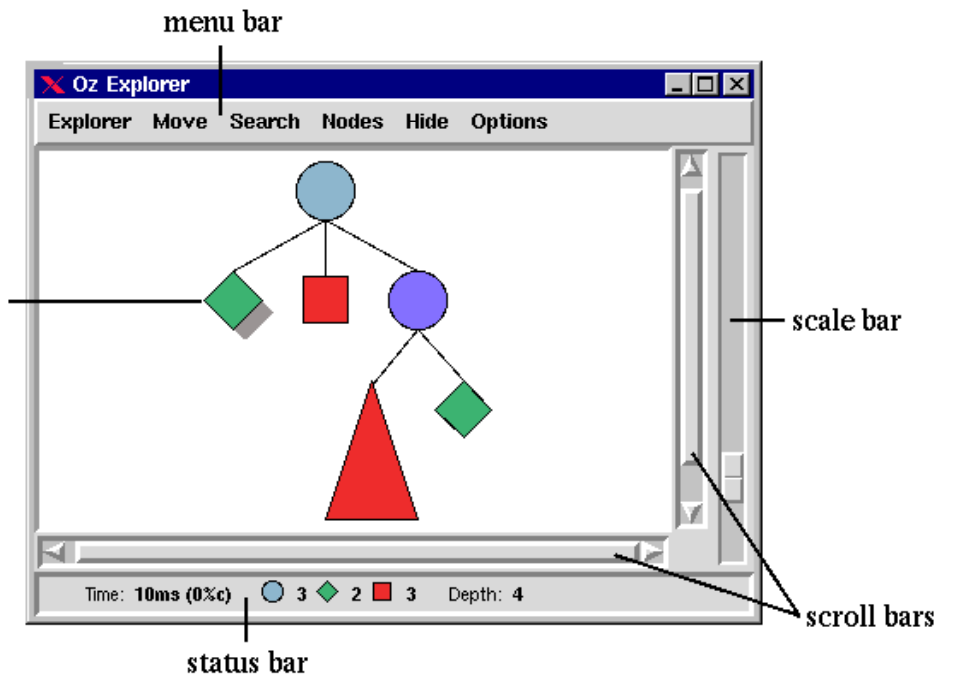 menu bar
Oz Explorer
Explorer Move Search Nodes Hide Options
scale bar
Time: 10ms (0%c) 3 2 3 Depth: 4
scroll bars
status bar